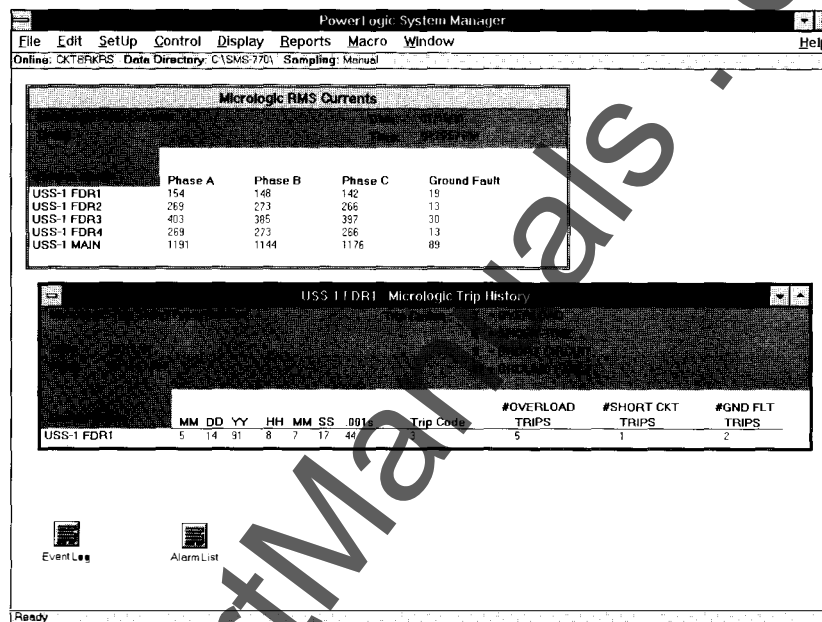 PowerLogic System Manager
File Edit SetUp Control Display Reports Macro Window Help
Online: CKTBRKRS Data Directory: C:\SMS-770\ Sampling: Manual
Micrologic RMS Currents
Phase A Phase B Phase C Ground Fault
USS-1 FDR1 154 148 142 19
USS-1 FDR2 269 273 266 13
USS-1 FDR3 403 385 397 30
USS-1 FDR4 269 273 266 13
USS-1 MAIN 1191 1144 1176 89
USS-1 FDR1 Micrologic Trip History
#OVERLOAD #SHORT CKT #GND FLT
MM DD YY HH MM SS .001s Trip Code TRIPS TRIPS TRIPS
USS-1 FDR1 5 14 91 8 7 17 44 3 5 1 2
Event Log AlarmList
Ready